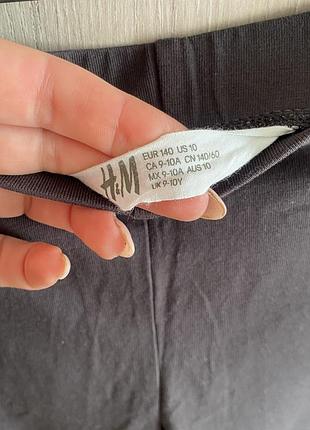 H&M
EUR 140 US 10
CA 9-10A CN 140/60
MX 9-10A AUS 10
UK 9-10Y